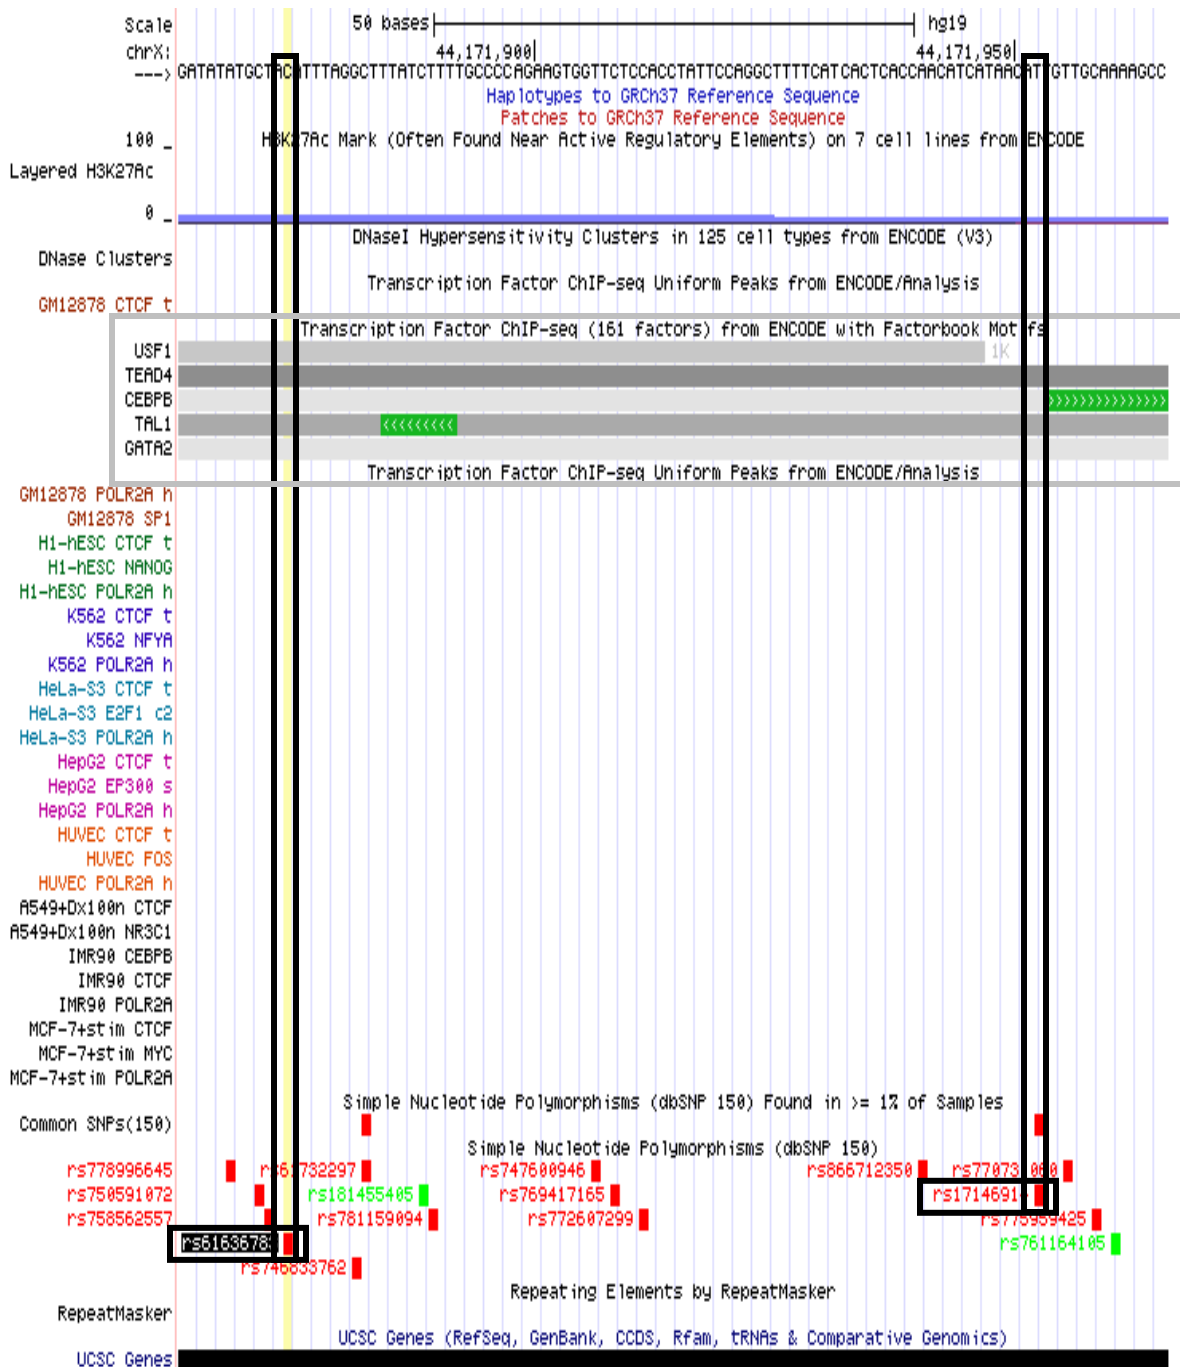 Scale 50 bases hg19
chrX: 44,171,900 44,171,950
---> GATATATGCTACATTTAGGCTTTATCTTTTGCCCCAGAAGTGGTTCTCCACCTATTCCAGGCTTTTCATCACTCACCAACATCATAACATTGTTGCAAAAGCC
Haplotypes to GRCh37 Reference Sequence
Patches to GRCh37 Reference Sequence
100 _ H3K27Ac Mark (Often Found Near Active Regulatory Elements) on 7 cell lines from ENCODE
Layered H3K27Ac
0 _
DNaseI Hypersensitivity Clusters in 125 cell types from ENCODE (V3)
DNase Clusters
Transcription Factor ChIP-seq Uniform Peaks from ENCODE/Analysis
GM12878 CTCF t
Transcription Factor ChIP-seq (161 factors) from ENCODE with Factorbook Motifs
USF1 1K
TEAD4
CEBPB
TAL1
GATA2
Transcription Factor ChIP-seq Uniform Peaks from ENCODE/Analysis
GM12878 POLR2A h
GM12878 SP1
H1-hESC CTCF t
H1-hESC NANOG
H1-hESC POLR2A h
K562 CTCF t
K562 NFYA
K562 POLR2A h
HeLa-S3 CTCF t
HeLa-S3 E2F1 c2
HeLa-S3 POLR2A h
HepG2 CTCF t
HepG2 EP300 s
HepG2 POLR2A h
HUVEC CTCF t
HUVEC FOS
HUVEC POLR2A h
A549+Dx100n CTCF
A549+Dx100n NR3C1
IMR90 CEBPB
IMR90 CTCF
IMR90 POLR2A
MCF-7+stim CTCF
MCF-7+stim MYC
MCF-7+stim POLR2A
Simple Nucleotide Polymorphisms (dbSNP 150) Found in >= 1% of Samples
Common SNPs(150)
Simple Nucleotide Polymorphisms (dbSNP 150)
rs778996645 rs61732297 rs747600946 rs866712350
rs750591072 rs181455405 rs769417165
rs758562557 rs781159094 rs772607299 rs775959425
rs761164105
rs746833762
Repeating Elements by RepeatMasker
RepeatMasker
UCSC Genes (RefSeq, GenBank, CCDS, Rfam, tRNAs & Comparative Genomics)
UCSC Genes